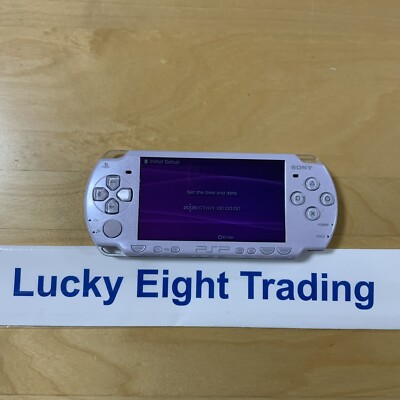 Initial Setup
SONY
Set the time and date.
PSP
Lucky Eight Trading